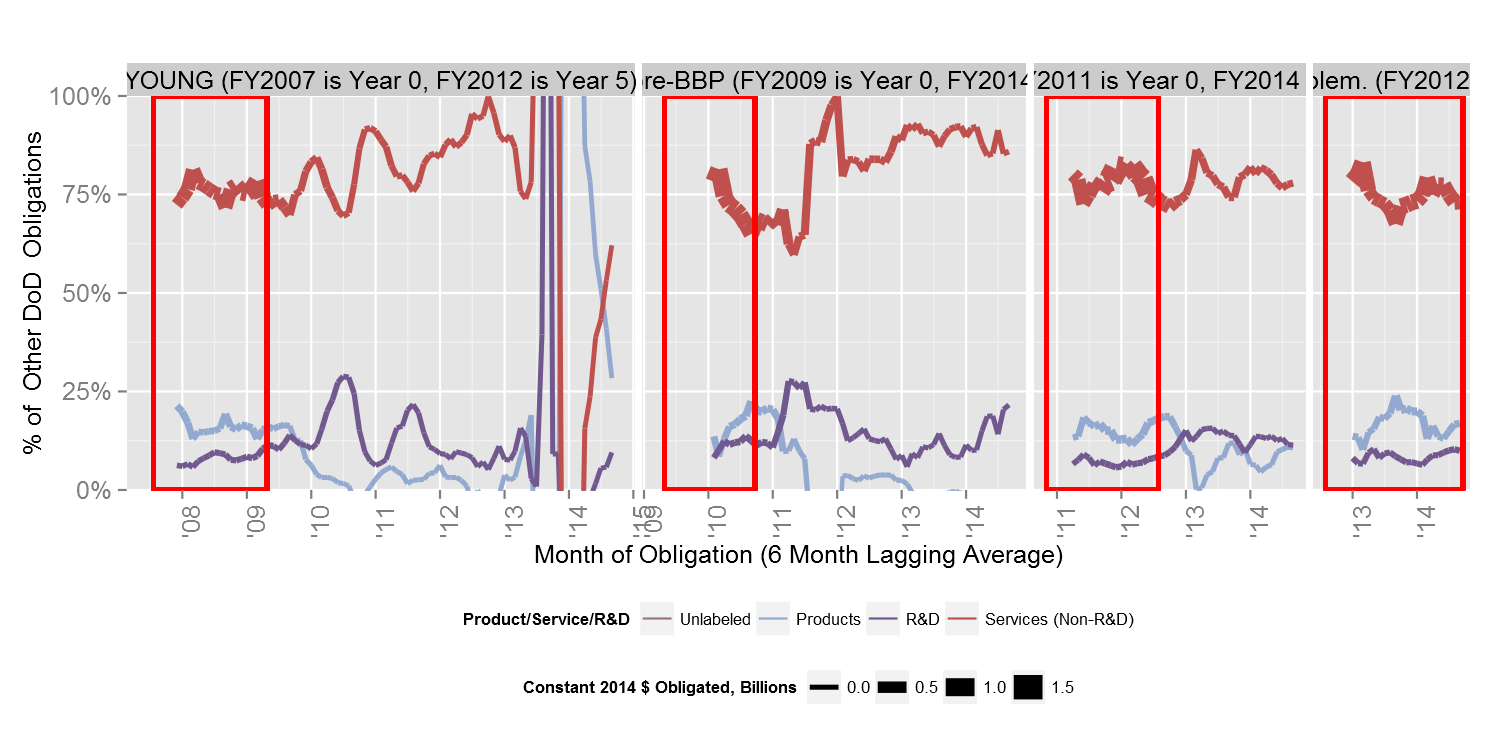 YOUNG (FY2007 is Year 0, FY2012 is Year 5)
re-BBP (FY2009 is Year 0, FY2014
2011 is Year 0, FY2014
lem. (FY2012
100%
75%
50%
25%
0%
% of Other DoD Obligations
'08 '09 '10 '11 '12 '13 '14 '15
'09 '10 '11 '12 '13 '14
'11 '12 '13 '14
'13 '14
Month of Obligation (6 Month Lagging Average)
Product/Service/R&D Unlabeled Products R&D Services (Non-R&D)
Constant 2014 $ Obligated, Billions 0.0 0.5 1.0 1.5